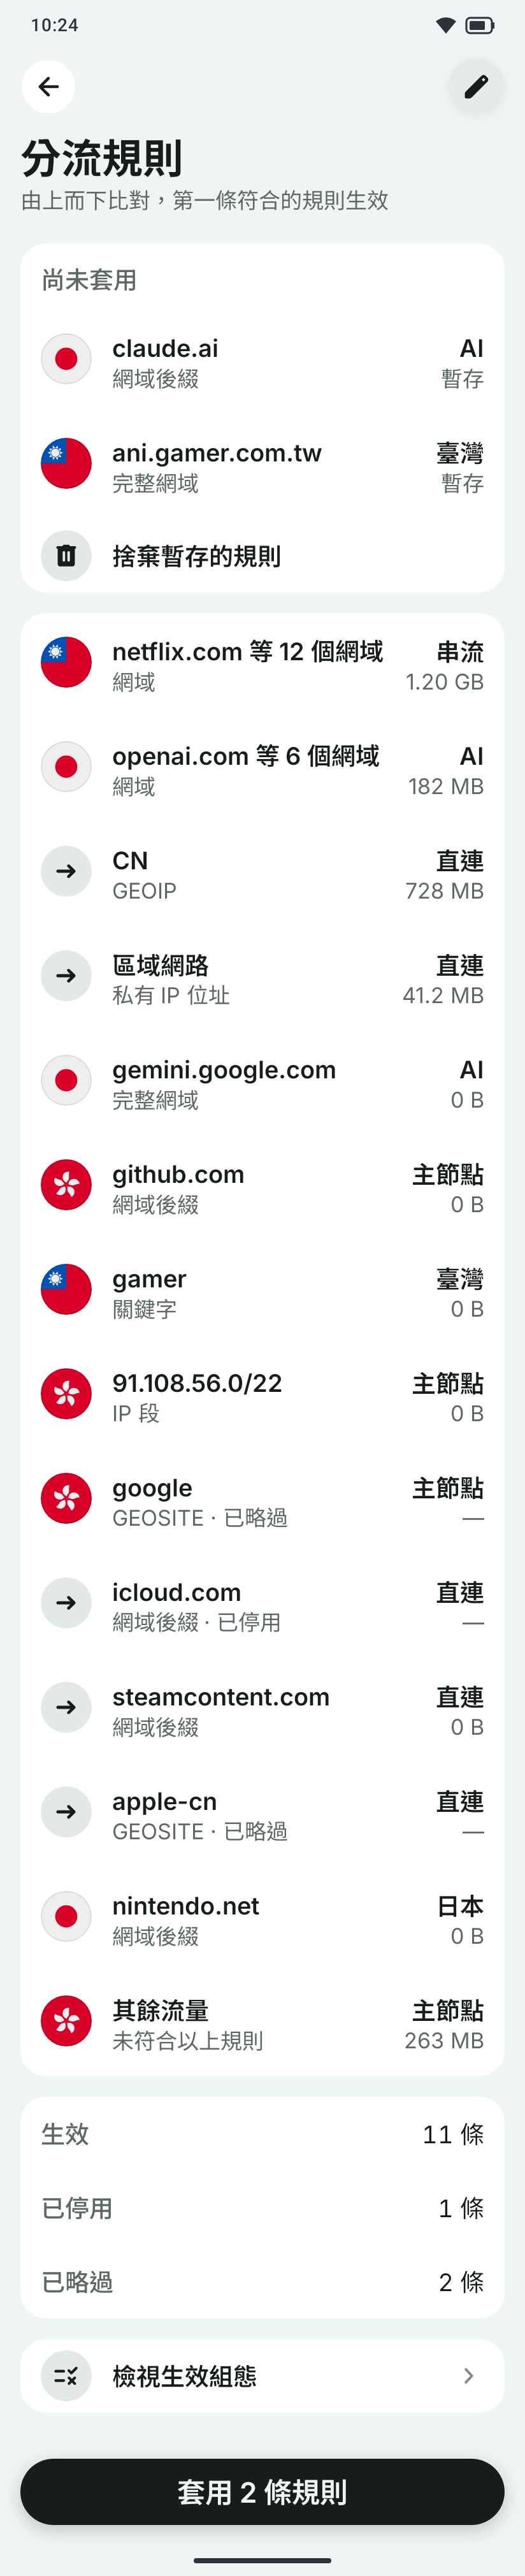 10:24
分流規則
由上而下比對，第一條符合的規則生效
尚未套用
claude.ai AI
網域後綴 暫存
ani.gamer.com.tw 臺灣
完整網域 暫存
捨棄暫存的規則
netflix.com 等 12 個網域 串流
網域 1.20 GB
openai.com 等 6 個網域 AI
網域 182 MB
CN 直連
GEOIP 728 MB
區域網路 直連
私有 IP 位址 41.2 MB
gemini.google.com AI
完整網域 0 B
github.com 主節點
網域後綴 0 B
gamer 臺灣
關鍵字 0 B
91.108.56.0/22 主節點
IP 段 0 B
google 主節點
GEOSITE · 已略過 —
icloud.com 直連
網域後綴 · 已停用 —
steamcontent.com 直連
網域後綴 0 B
apple-cn 直連
GEOSITE · 已略過 —
nintendo.net 日本
網域後綴 0 B
其餘流量 主節點
未符合以上規則 263 MB
生效 11 條
已停用 1 條
已略過 2 條
檢視生效組態
套用 2 條規則